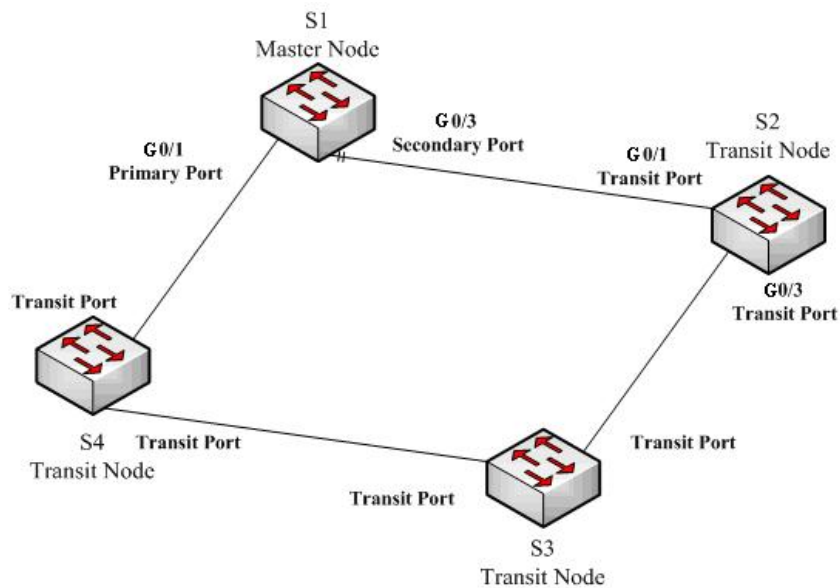 S1
Master Node
G0/1
Primary Port
G0/3
Secondary Port
G0/1
Transit Port
S2
Transit Node
G0/3
Transit Port
Transit Port
S4
Transit Node
Transit Port
Transit Port
Transit Port
S3
Transit Node